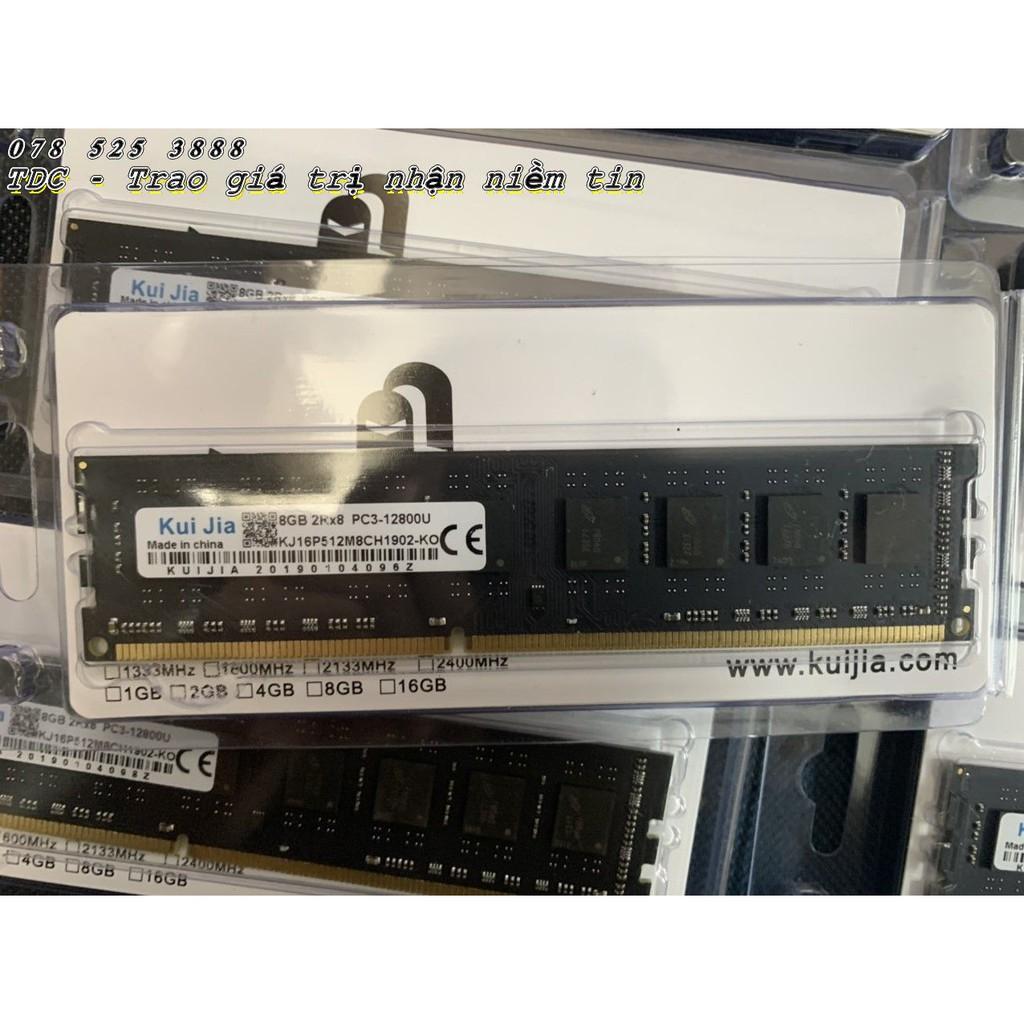 078 525 3888
TDC - Trao giá trị nhận niềm tin
Kui Jia
8GB 2Rx8
Made in
Kui Jia 8GB 2Rx8 PC3-12800U
Made in china KJ16P512M8CH1902-KO CE
KUIJIA 20190104096Z
1333MHz 1600MHz 2133MHz 2400MHz
1GB 2GB 4GB 8GB 16GB
www.kuijia.com
8GB 2Rx8 PC3-12800U
KJ16P512M8CH1902-KO CE
20190104098Z
600MHz 2133MHz 2400MHz
4GB 8GB 16GB